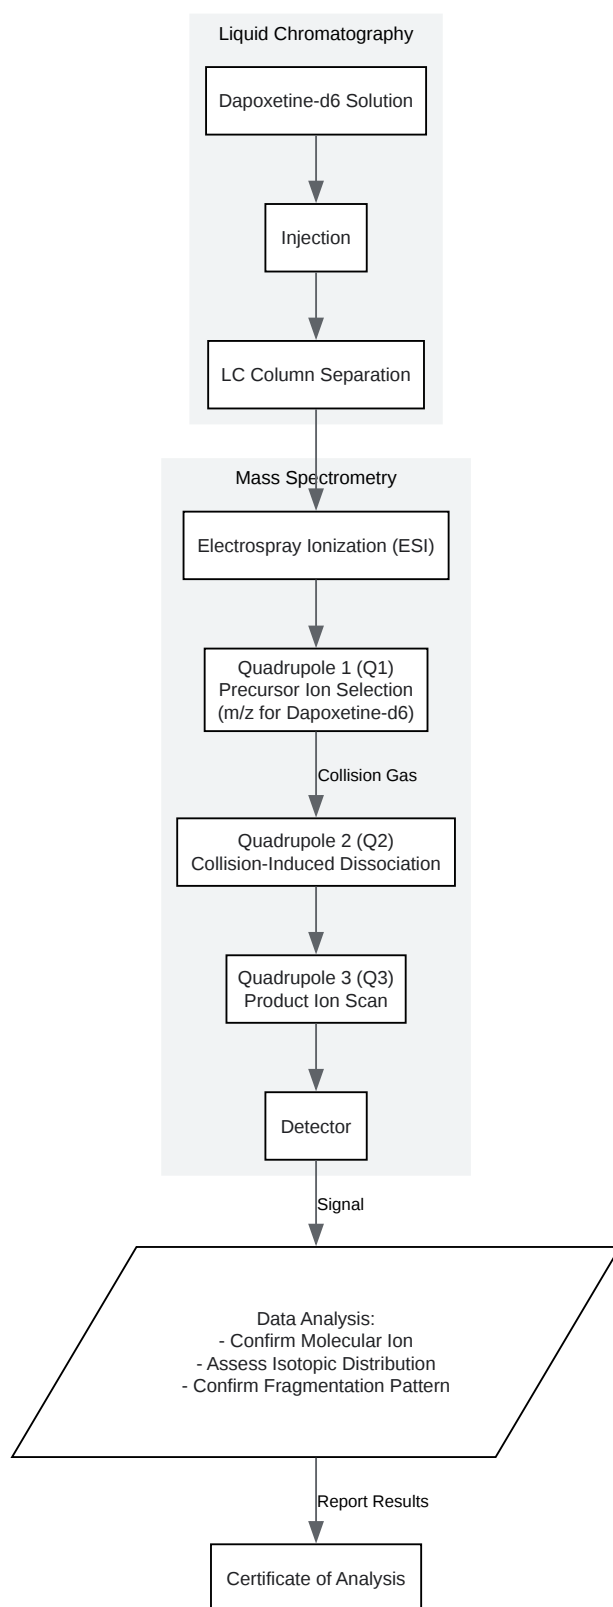 Liquid Chromatography
Dapoxetine-d6 Solution
Injection
LC Column Separation
Mass Spectrometry
Electrospray Ionization (ESI)
Quadrupole 1 (Q1)
Precursor Ion Selection
(m/z for Dapoxetine-d6)
Collision Gas
Quadrupole 2 (Q2)
Collision-Induced Dissociation
Quadrupole 3 (Q3)
Product Ion Scan
Detector
Signal
Data Analysis:
- Confirm Molecular Ion
- Assess Isotopic Distribution
- Confirm Fragmentation Pattern
Report Results
Certificate of Analysis